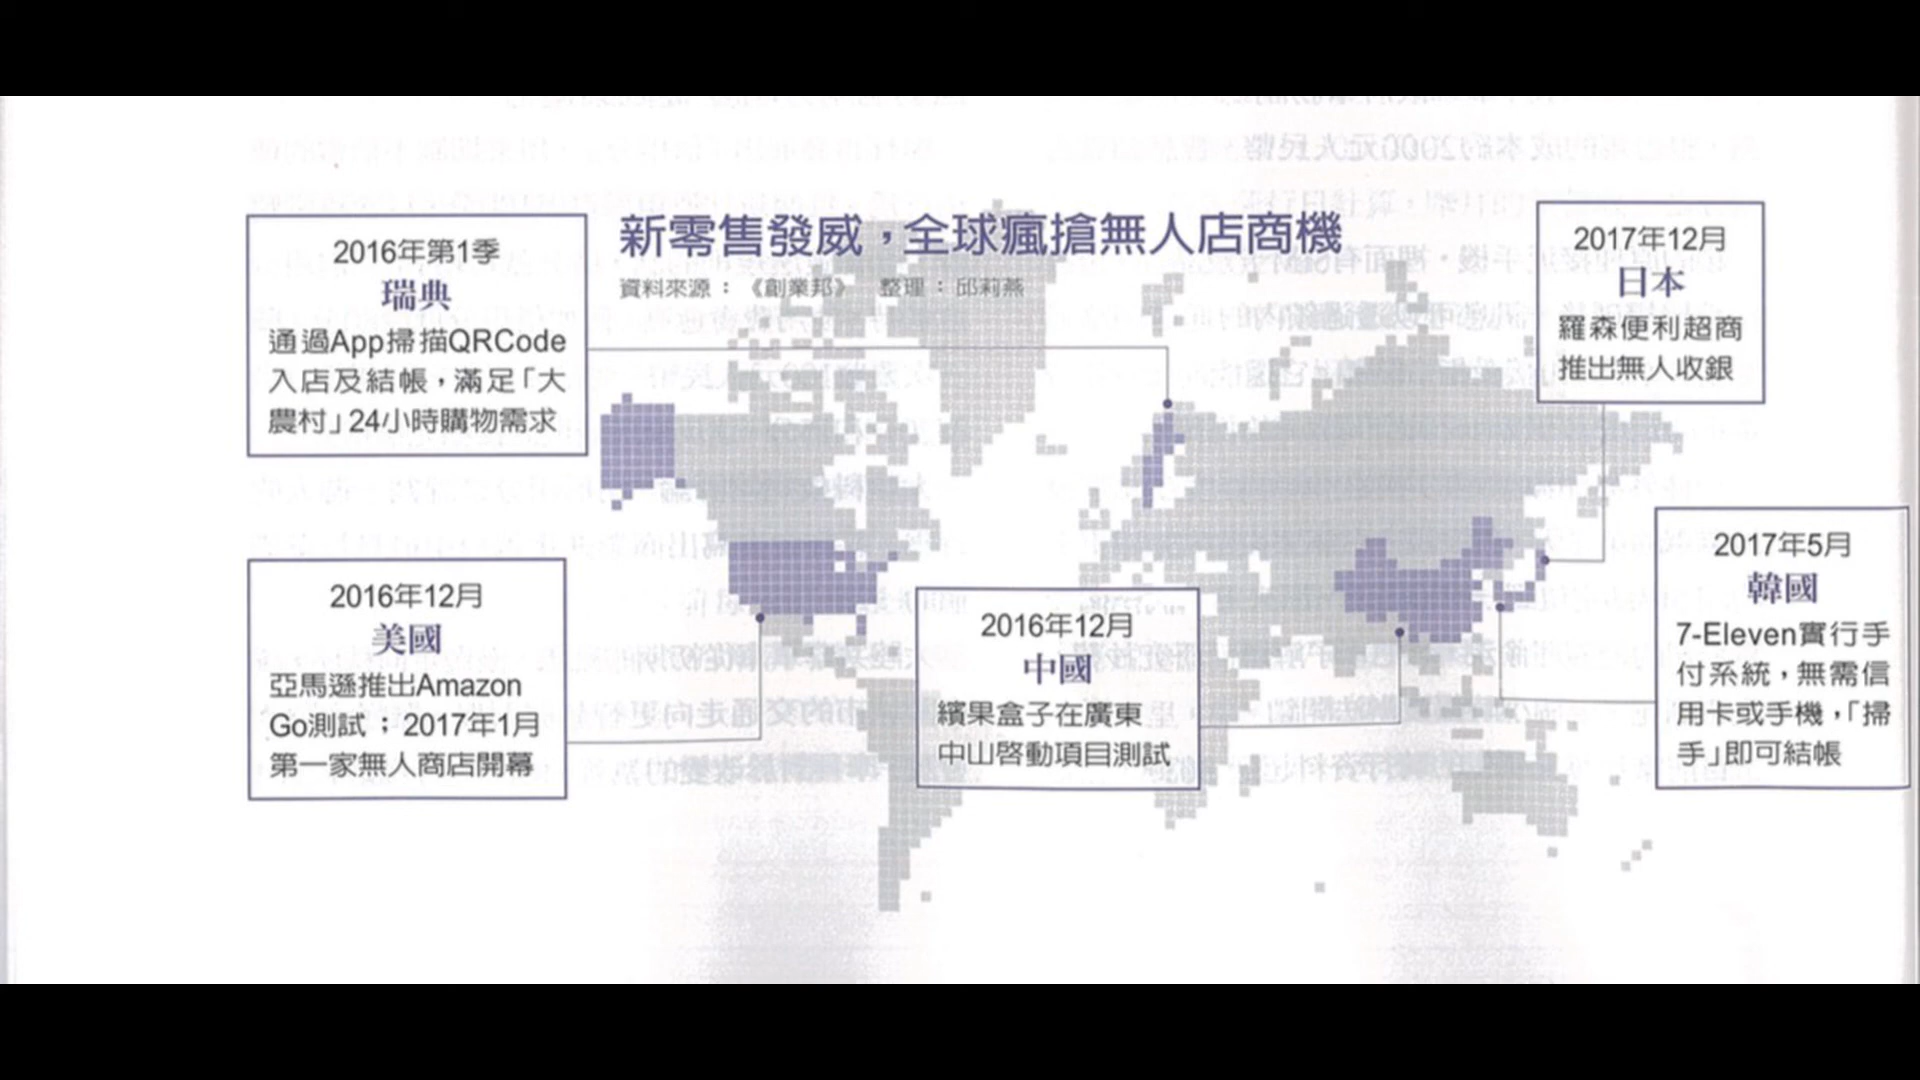 新零售發威，全球瘋搶無人店商機
資料來源：《創業邦》 整理：邱莉燕
2016年第1季
瑞典
通過App掃描QRCode
入店及結帳，滿足「大
農村」24小時購物需求
2017年12月
日本
羅森便利超商
推出無人收銀
2016年12月
美國
亞馬遜推出Amazon
Go測試；2017年1月
第一家無人商店開幕
2016年12月
中國
繽果盒子在廣東
中山啓動項目測試
2017年5月
韓國
7-Eleven實行手
付系統，無需信
用卡或手機，「掃
手」即可結帳